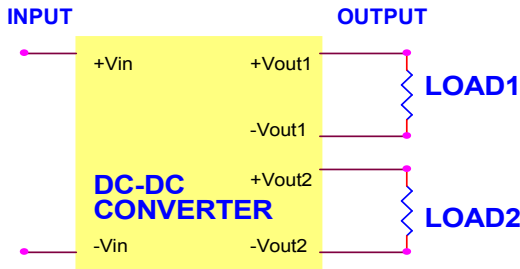 INPUT
OUTPUT
+Vin
+Vout1
LOAD1
-Vout1
DC-DC
CONVERTER
+Vout2
LOAD2
-Vin
-Vout2